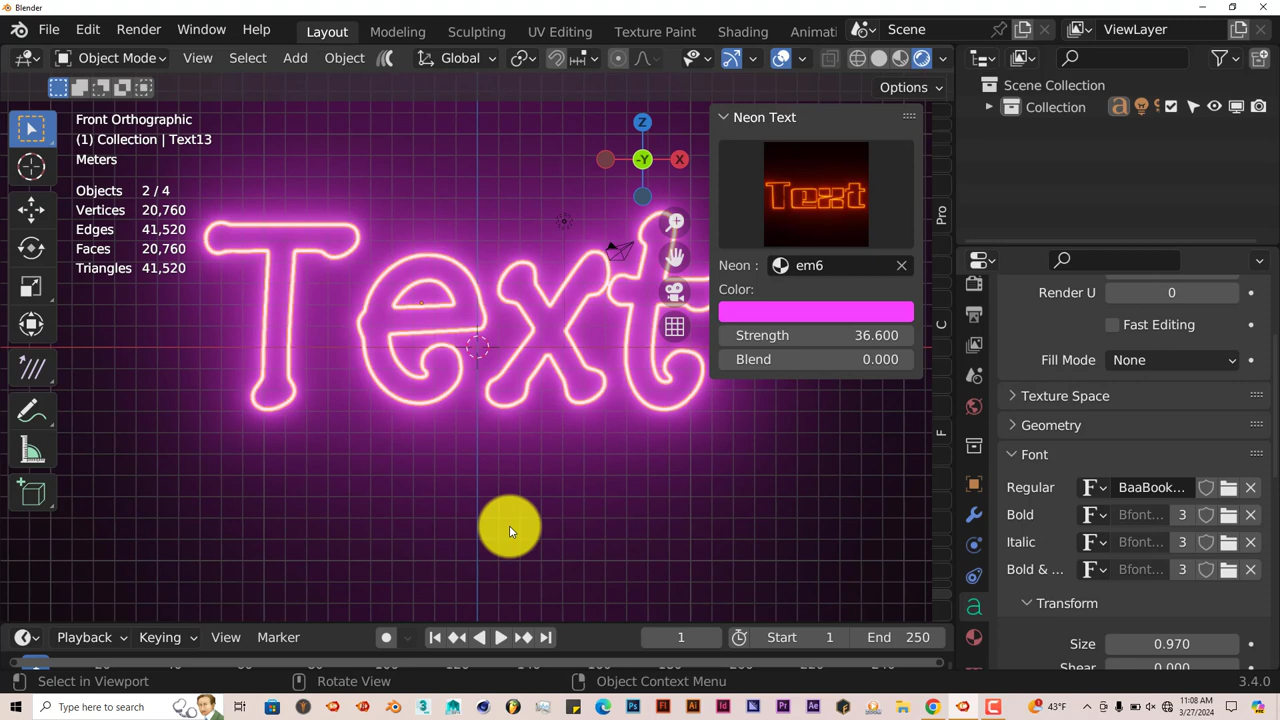 Blender
File Edit Render Window Help Layout Modeling Sculpting UV Editing Texture Paint Shading Animati Scene ViewLayer
Object Mode View Select Add Object Global
Options
Front Orthographic
(1) Collection | Text13
Meters
Objects 2 / 4
Vertices 20,760
Edges 41,520
Faces 20,760
Triangles 41,520
Text
Z
-Y X
Neon Text
Text
Neon : em6
Color:
Strength 36.600
Blend 0.000
Pro
C
F
Scene Collection
Collection
Render U 0
Fast Editing
Fill Mode None
Texture Space
Geometry
Font
Regular F BaaBook...
Bold F Bfont... 3
Italic F Bfont... 3
Bold & ... F Bfont... 3
Transform
Size 0.970
Shear 0.000
Playback Keying View Marker 1 Start 1 End 250
1
Select in Viewport Rotate View Object Context Menu 3.4.0
Type here to search
43°F
11:08 AM
3/27/2024